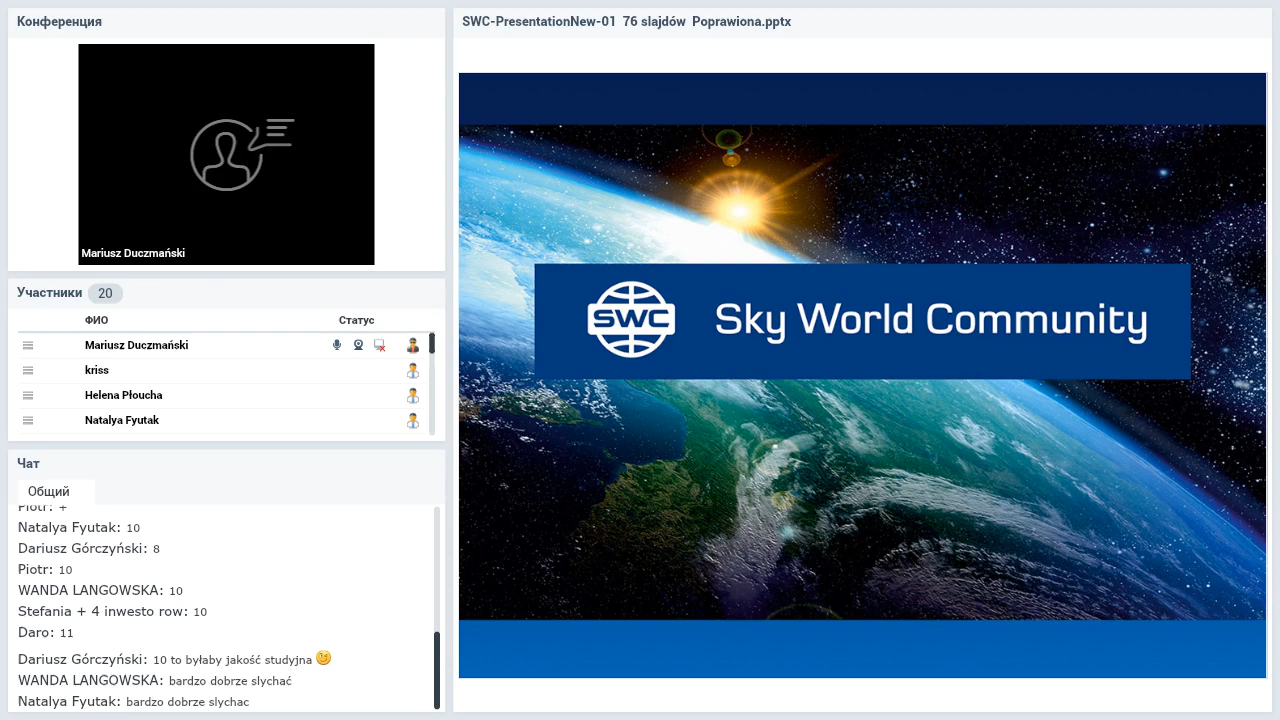 Конференция
Mariusz Duczmański
Участники 20
ФИО Статус
Mariusz Duczmański
kriss
Helena Płoucha
Natalya Fyutak
Чат
Общий
Piotr: +
Natalya Fyutak: 10
Dariusz Górczyński: 8
Piotr: 10
WANDA LANGOWSKA: 10
Stefania + 4 inwesto row: 10
Daro: 11
Dariusz Górczyński: 10 to byłaby jakość studyjna
WANDA LANGOWSKA: bardzo dobrze slychać
Natalya Fyutak: bardzo dobrze slychac
SWC-PresentationNew-01 76 slajdów Poprawiona.pptx
SWC Sky World Community